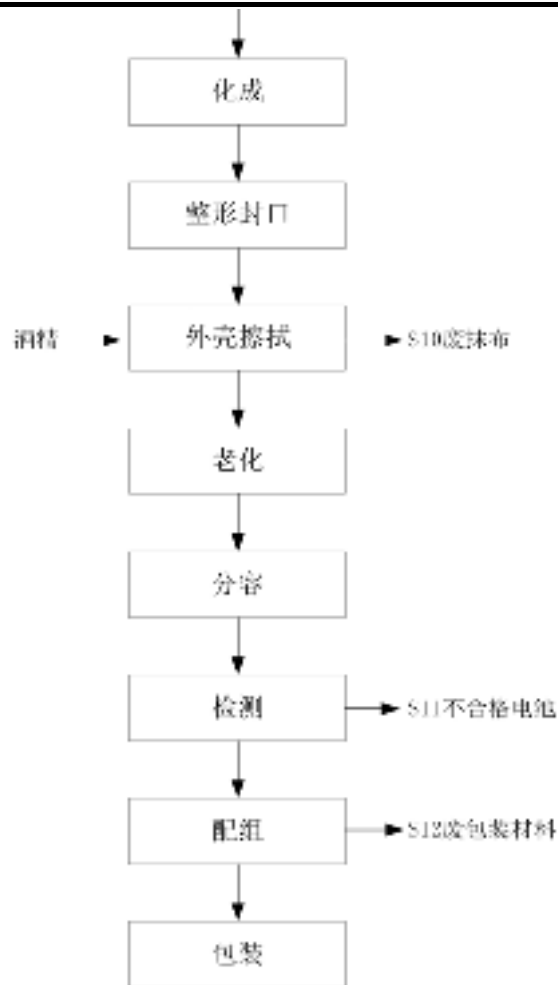 化成
整形封口
酒精
外壳擦拭
S10废抹布
老化
分容
检测
S11不合格电池
配组
S12废包装材料
包装